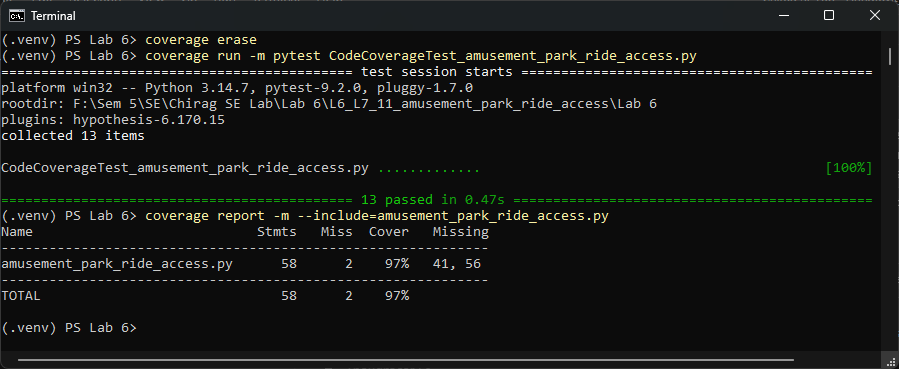 Terminal
(.venv) PS Lab 6> coverage erase
(.venv) PS Lab 6> coverage run -m pytest CodeCoverageTest_amusement_park_ride_access.py
============================================ test session starts ============================================
platform win32 -- Python 3.14.7, pytest-9.2.0, pluggy-1.7.0
rootdir: F:\Sem 5\SE\Chirag SE Lab\Lab 6\L6_L7_11_amusement_park_ride_access\Lab 6
plugins: hypothesis-6.170.15
collected 13 items
CodeCoverageTest_amusement_park_ride_access.py ............. [100%]
============================================ 13 passed in 0.47s =============================================
(.venv) PS Lab 6> coverage report -m --include=amusement_park_ride_access.py
Name                            Stmts   Miss  Cover   Missing
-------------------------------------------------------------
amusement_park_ride_access.py      58      2    97%   41, 56
-------------------------------------------------------------
TOTAL                              58      2    97%
(.venv) PS Lab 6>